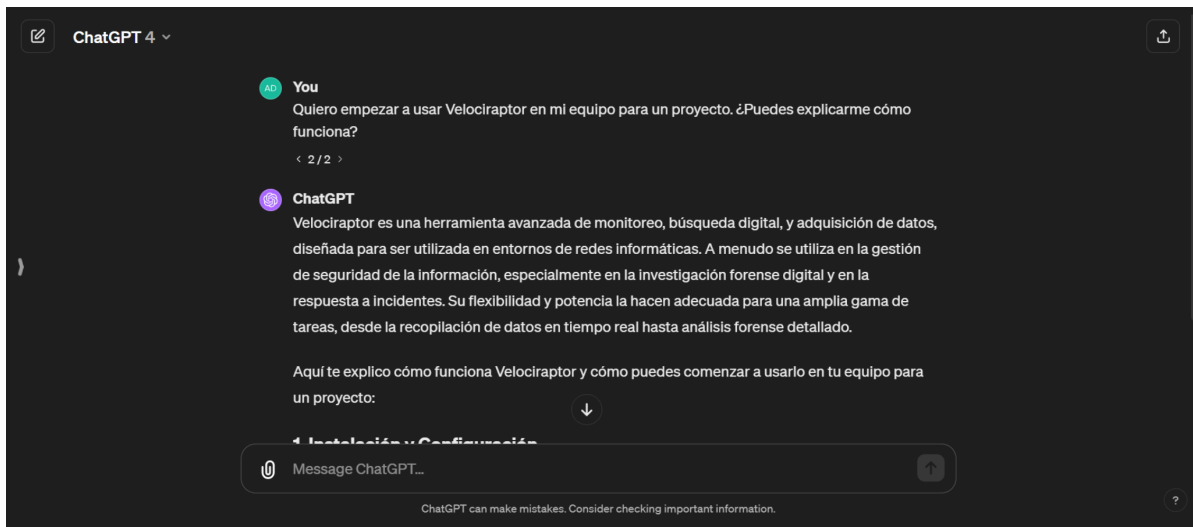 ChatGPT 4
AD
You
Quiero empezar a usar Velociraptor en mi equipo para un proyecto. ¿Puedes explicarme cómo
funciona?
< 2 / 2 >
ChatGPT
Velociraptor es una herramienta avanzada de monitoreo, búsqueda digital, y adquisición de datos,
diseñada para ser utilizada en entornos de redes informáticas. A menudo se utiliza en la gestión
de seguridad de la información, especialmente en la investigación forense digital y en la
respuesta a incidentes. Su flexibilidad y potencia la hacen adecuada para una amplia gama de
tareas, desde la recopilación de datos en tiempo real hasta análisis forense detallado.
Aquí te explico cómo funciona Velociraptor y cómo puedes comenzar a usarlo en tu equipo para
un proyecto:
1. Instalación y Configuración
Message ChatGPT...
ChatGPT can make mistakes. Consider checking important information.
?